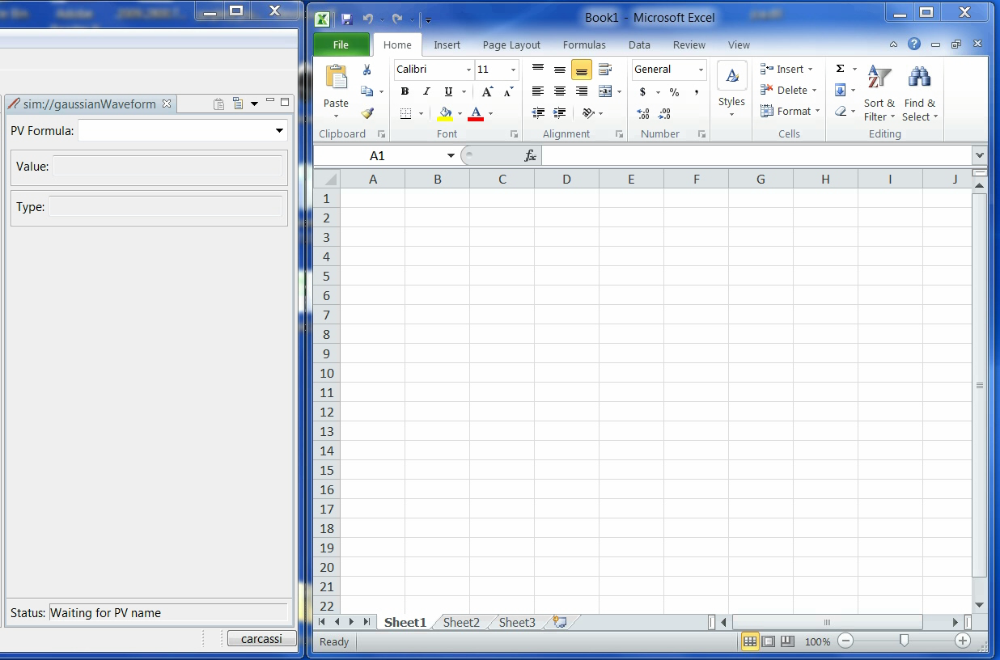 Adobe
sim://gaussianWaveform
PV Formula:
Value:
Type:
Status: Waiting for PV name
carcassi
Book1 - Microsoft Excel
File Home Insert Page Layout Formulas Data Review View
Calibri 11 General Insert
B I U A A $ % , Delete
Paste Styles Sort & Find &
A Format Filter Select
Clipboard Font Alignment Number Cells Editing
A1 fx
A B C D E F G H I J
1
2
3
4
5
6
7
8
9
10
11
12
13
14
15
16
17
18
19
20
21
22
Sheet1 Sheet2 Sheet3
Ready 100%